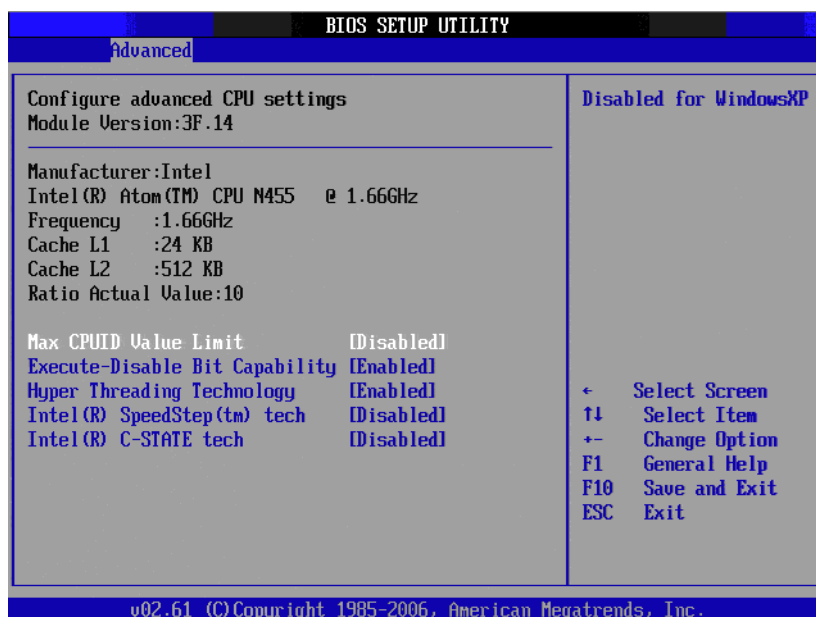 BIOS SETUP UTILITY
Advanced
Configure advanced CPU settings
Module Version:3F.14
Manufacturer:Intel
Intel(R) Atom(TM) CPU N455 @ 1.66GHz
Frequency :1.66GHz
Cache L1 :24 KB
Cache L2 :512 KB
Ratio Actual Value:10
Max CPUID Value Limit [Disabled]
Execute-Disable Bit Capability [Enabled]
Hyper Threading Technology [Enabled]
Intel(R) SpeedStep(tm) tech [Disabled]
Intel(R) C-STATE tech [Disabled]
Disabled for WindowsXP
← Select Screen
↑↓ Select Item
+- Change Option
F1 General Help
F10 Save and Exit
ESC Exit
v02.61 (C)Copyright 1985-2006, American Megatrends, Inc.